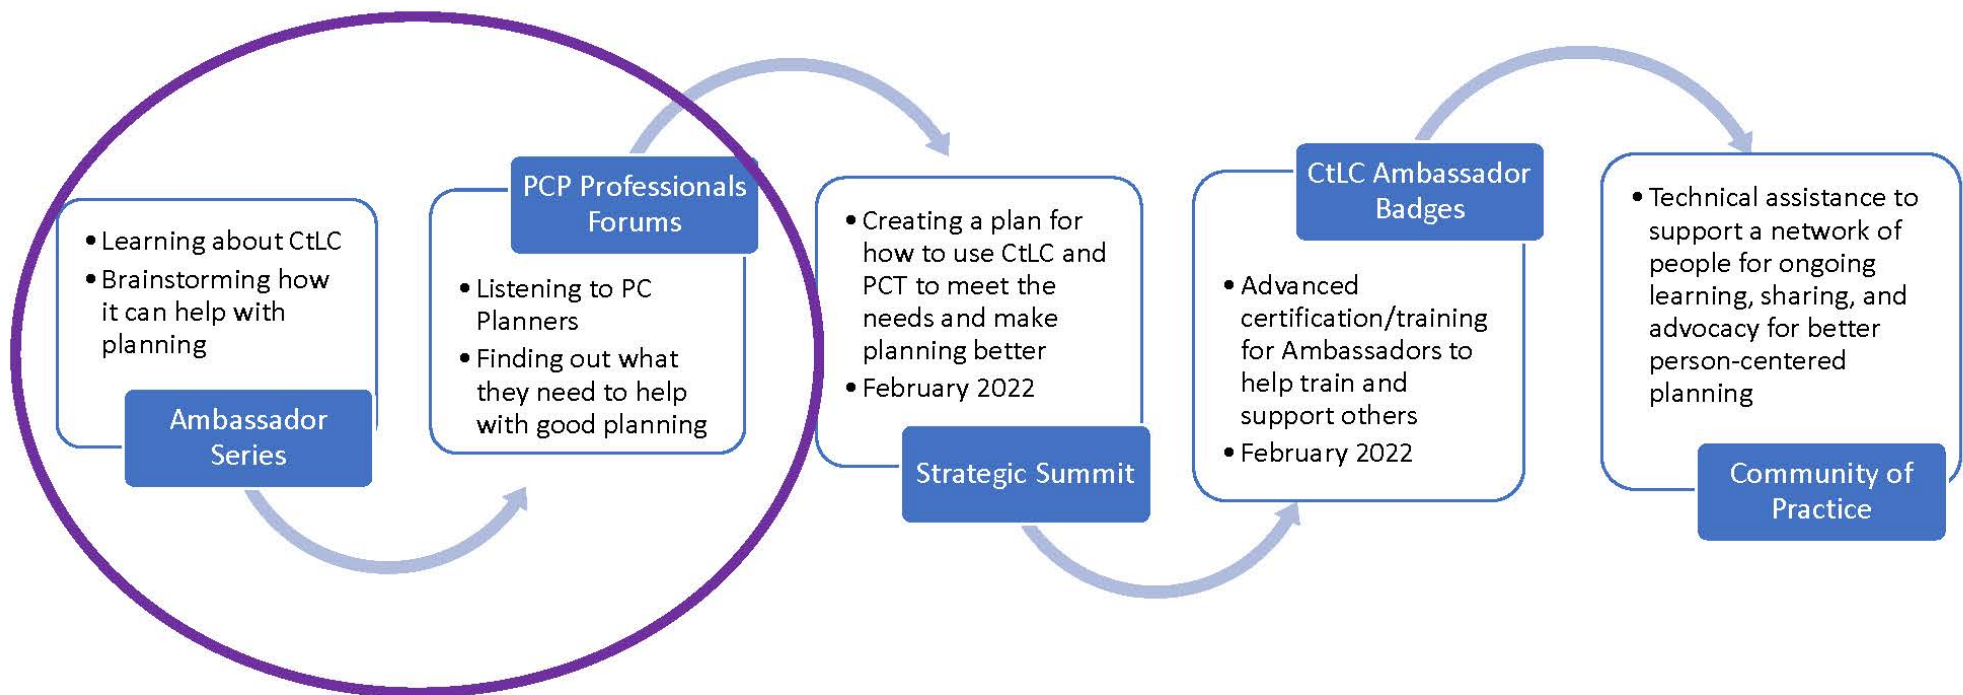 • Learning about CtLC
• Brainstorming how
it can help with
planning
Ambassador
Series
PCP Professionals
Forums
• Listening to PC
Planners
• Finding out what
they need to help
with good planning
• Creating a plan for
how to use CtLC and
PCT to meet the
needs and make
planning better
• February 2022
Strategic Summit
CtLC Ambassador
Badges
• Advanced
certification/training
for Ambassadors to
help train and
support others
• February 2022
• Technical assistance to
support a network of
people for ongoing
learning, sharing, and
advocacy for better
person-centered
planning
Community of
Practice